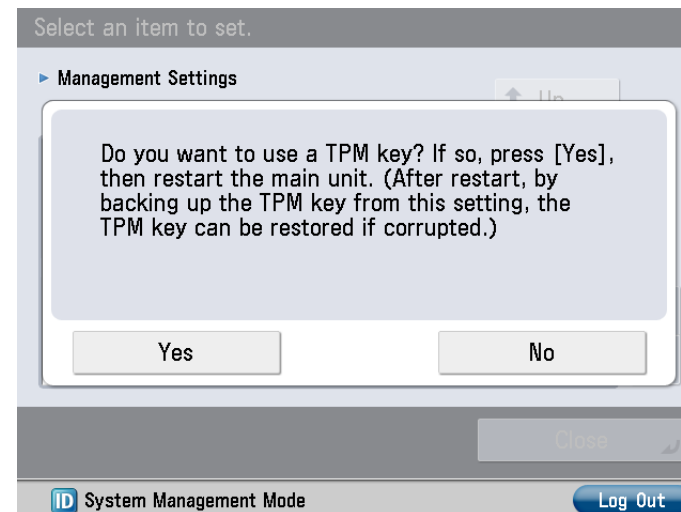 Select an item to set.
Management Settings
Up
Do you want to use a TPM key? If so, press [Yes],
then restart the main unit. (After restart, by
backing up the TPM key from this setting, the
TPM key can be restored if corrupted.)
Yes
No
Close
ID System Management Mode
Log Out